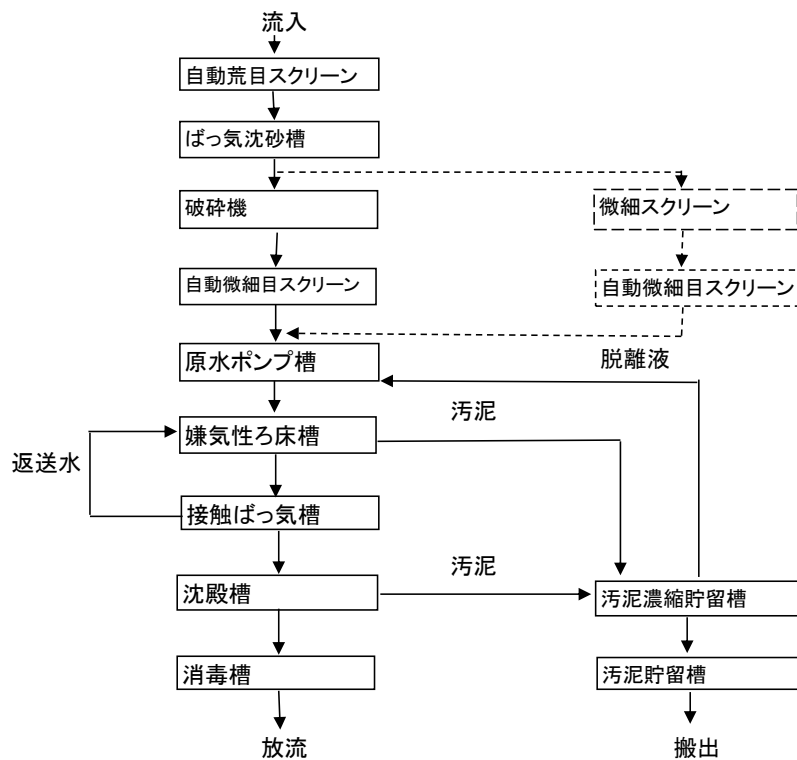 流入
自動荒目スクリーン
ばっ気沈砂槽
破砕機
微細スクリーン
自動微細目スクリーン
自動微細目スクリーン
原水ポンプ槽
脱離液
汚泥
嫌気性ろ床槽
返送水
接触ばっ気槽
汚泥
沈殿槽
汚泥濃縮貯留槽
消毒槽
汚泥貯留槽
放流
搬出